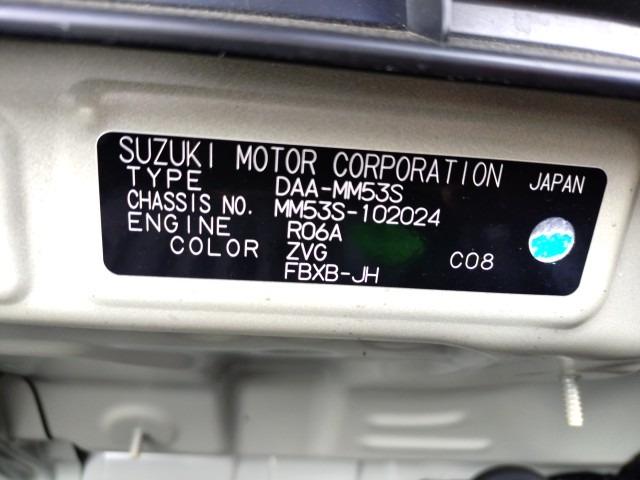 SUZUKI MOTOR CORPORATION JAPAN
TYPE DAA-MM53S
CHASSIS NO. MM53S-102024
ENGINE R06A
COLOR ZVG C08
FBXB-JH